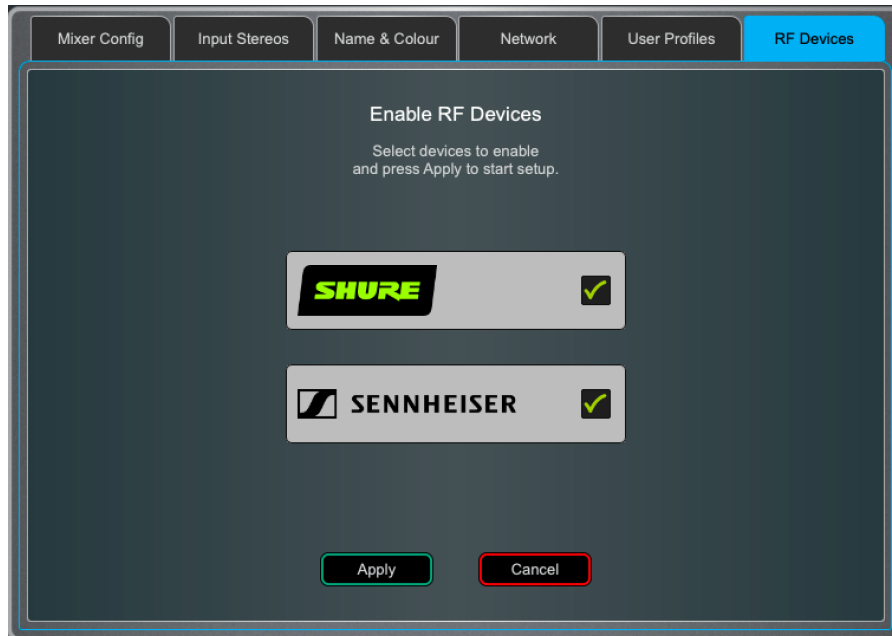 Mixer Config
Input Stereos
Name & Colour
Network
User Profiles
RF Devices
Enable RF Devices
Select devices to enable
and press Apply to start setup.
SHURE
SENNHEISER
Apply
Cancel